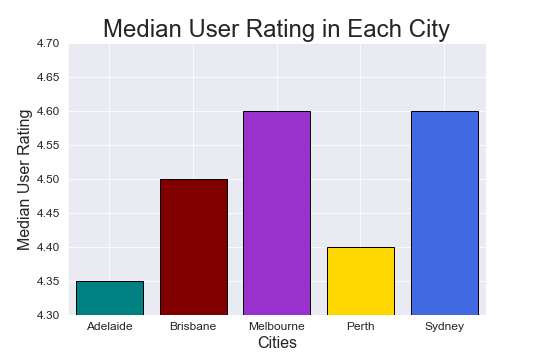 Median User Rating in Each City
Median User Rating
4.70
4.65
4.60
4.55
4.50
4.45
4.40
4.35
4.30
Adelaide Brisbane Melbourne Perth Sydney
Cities